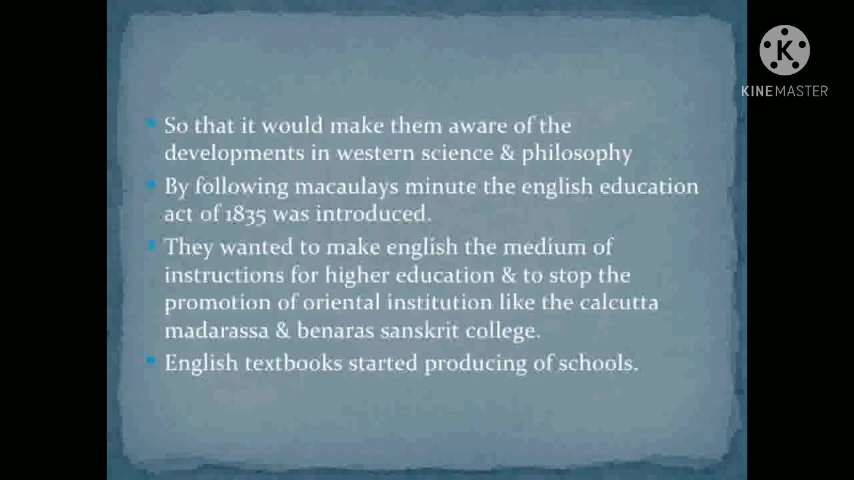 So that it would make them aware of the
developments in western science & philosophy
By following macaulays minute the english education
act of 1835 was introduced.
They wanted to make english the medium of
instructions for higher education & to stop the
promotion of oriental institution like the calcutta
madarassa & benaras sanskrit college.
English textbooks started producing of schools.
K
KINEMASTER